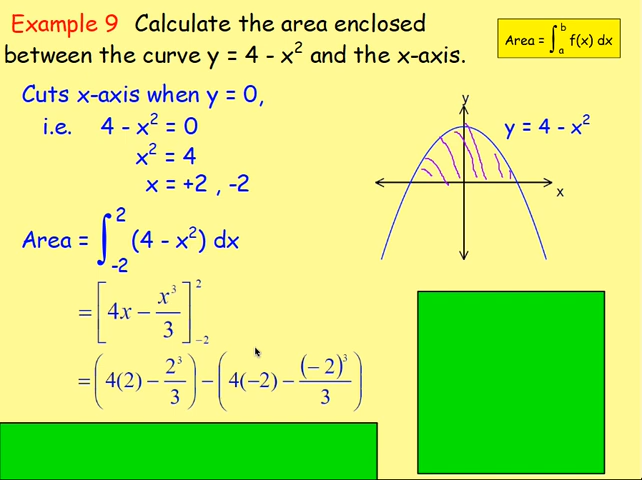 Example 9 Calculate the area enclosed
between the curve y = 4 - x² and the x-axis.
Area = ∫ₐᵇ f(x) dx
Cuts x-axis when y = 0,
i.e. 4 - x² = 0
x² = 4
x = +2 , -2
y
y = 4 - x²
x
Area = ∫₋₂² (4 - x²) dx
= [4x − x³/3]₋₂²
= (4(2) − 2³/3) − (4(−2) − (−2)³/3)